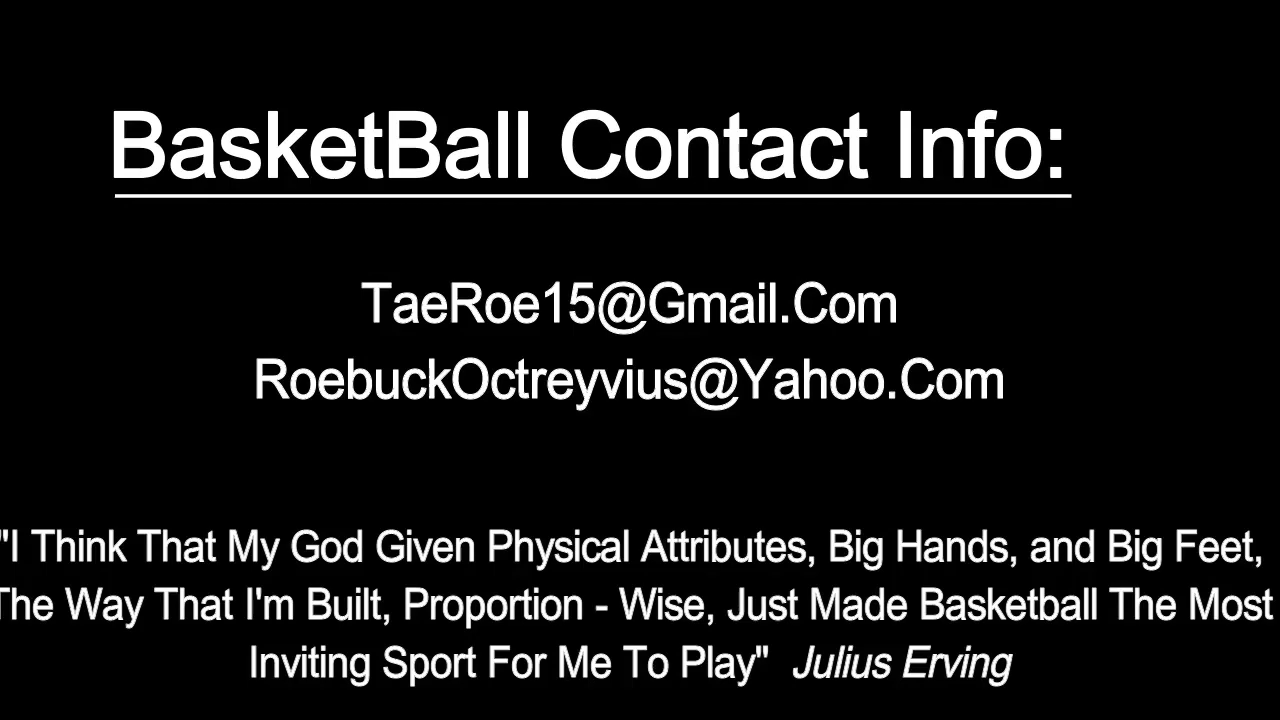 BasketBall Contact Info:
TaeRoe15@Gmail.Com
RoebuckOctreyvius@Yahoo.Com
"I Think That My God Given Physical Attributes, Big Hands, and Big Feet,
The Way That I'm Built, Proportion - Wise, Just Made Basketball The Most
Inviting Sport For Me To Play"  Julius Erving